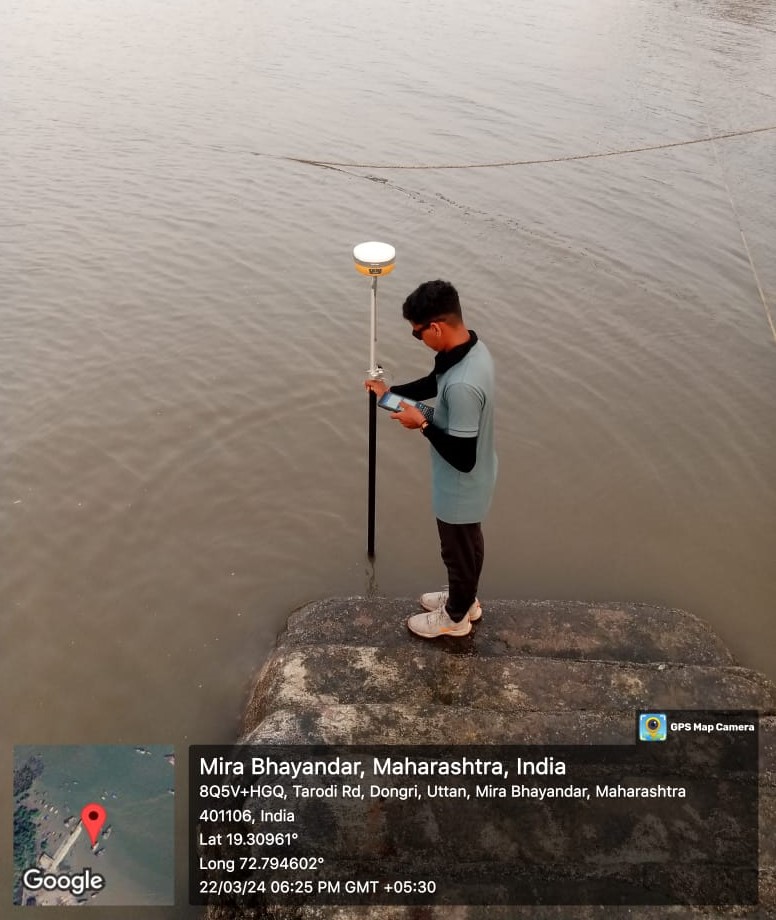 GPS Map Camera
Mira Bhayandar, Maharashtra, India
8Q5V+HGQ, Tarodi Rd, Dongri, Uttan, Mira Bhayandar, Maharashtra
401106, India
Lat 19.30961°
Long 72.794602°
22/03/24 06:25 PM GMT +05:30
Google